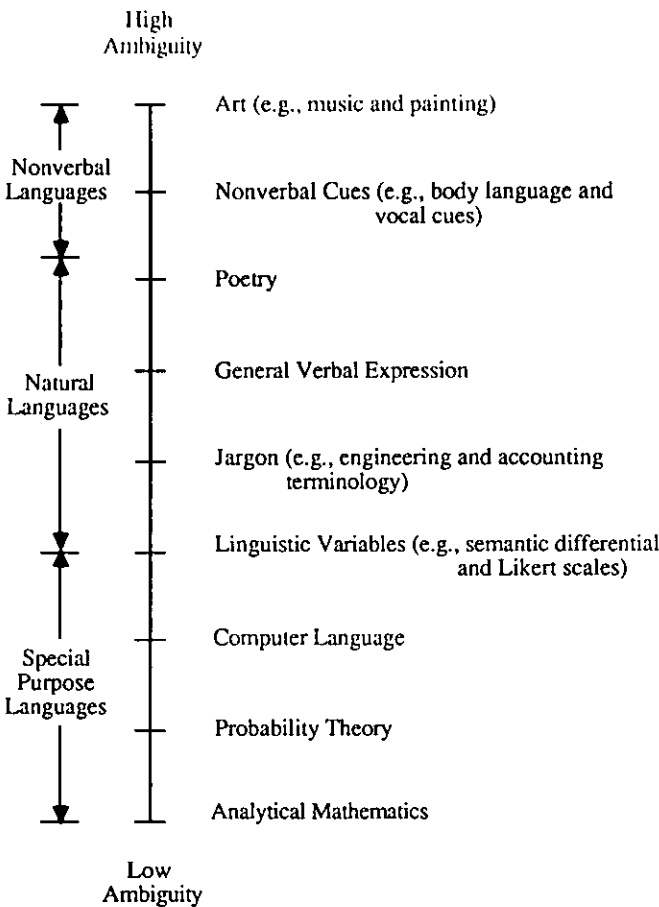 High
Ambiguity
Art (e.g., music and painting)
Nonverbal
Languages
Nonverbal Cues (e.g., body language and
vocal cues)
Poetry
General Verbal Expression
Natural
Languages
Jargon (e.g., engineering and accounting
terminology)
Linguistic Variables (e.g., semantic differential
and Likert scales)
Computer Language
Special
Purpose
Languages
Probability Theory
Analytical Mathematics
Low
Ambiguity